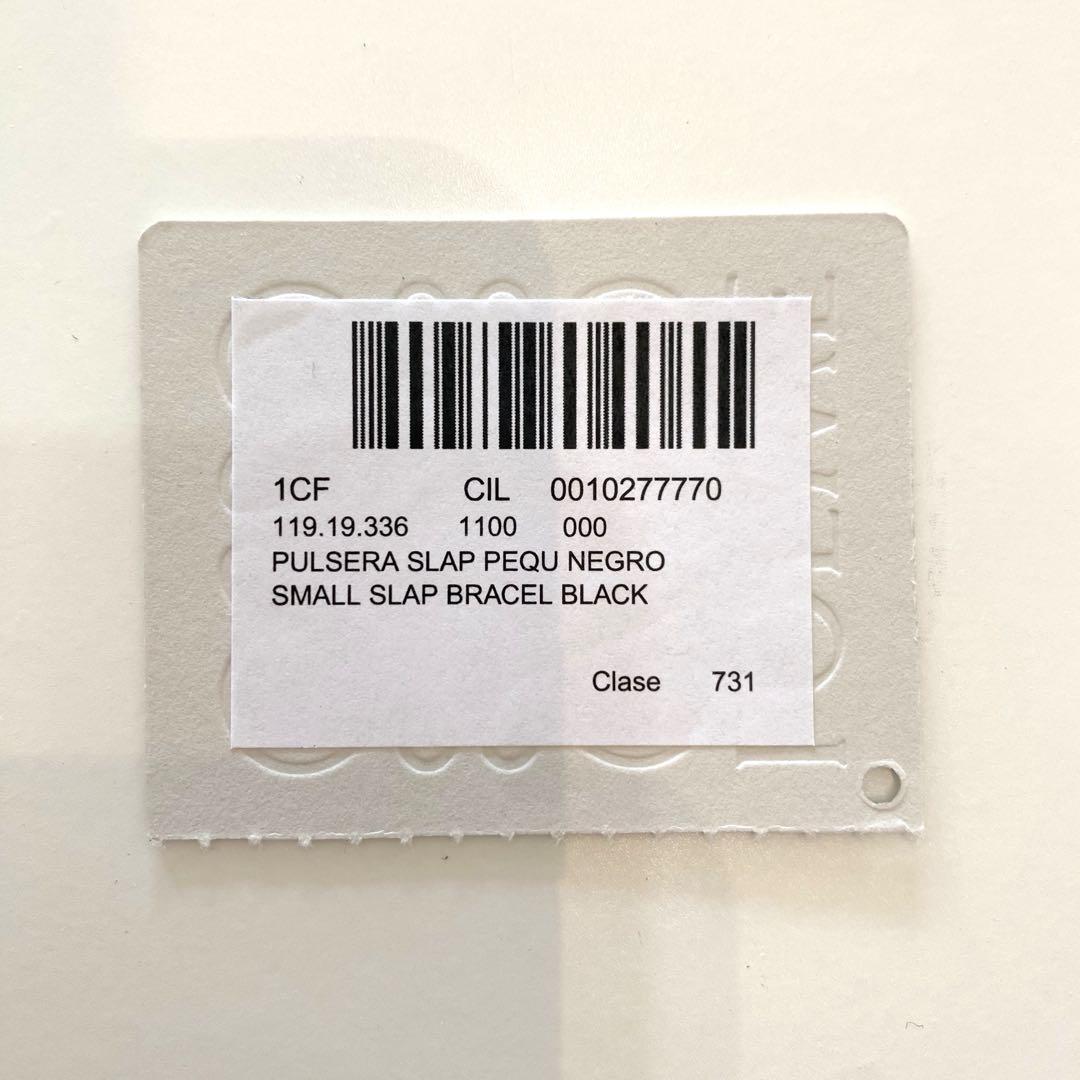 1CF CIL 0010277770
119.19.336 1100 000
PULSERA SLAP PEQU NEGRO
SMALL SLAP BRACEL BLACK
Clase 731